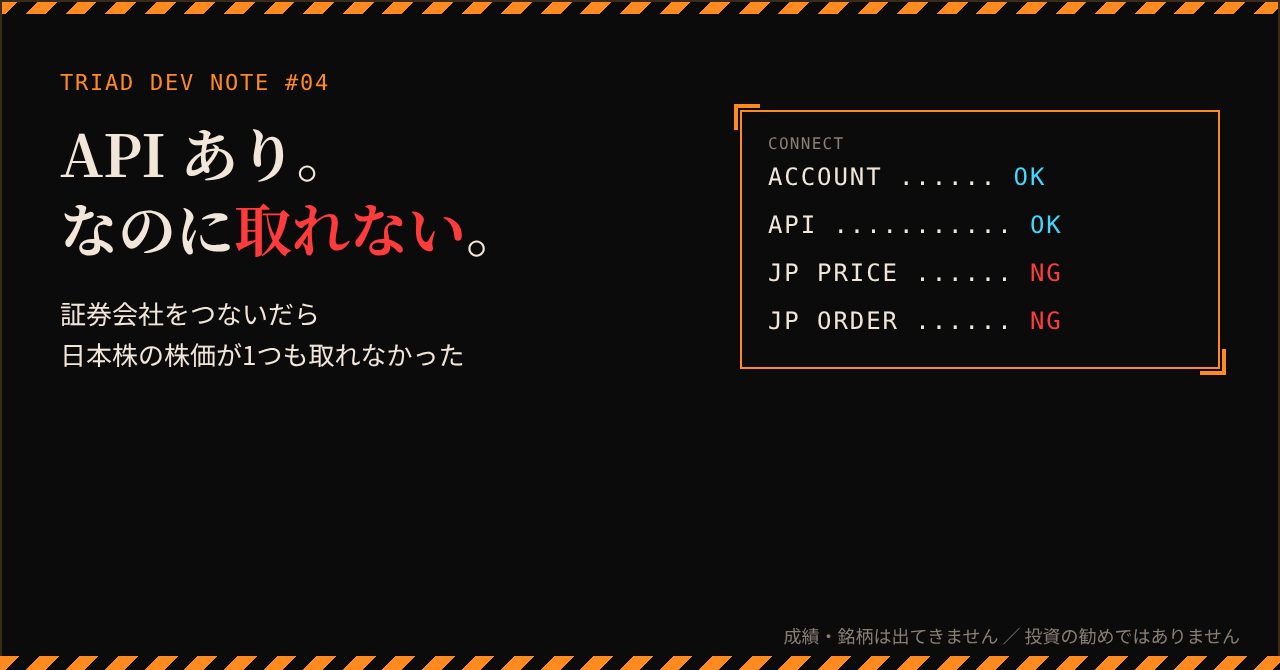 TRIAD DEV NOTE #04
API あり。
なのに取れない。
証券会社をつないだら
日本株の株価が1つも取れなかった
CONNECT
ACCOUNT ...... OK
API ........... OK
JP PRICE ...... NG
JP ORDER ...... NG
成績・銘柄は出てきません ／ 投資の勧めではありません